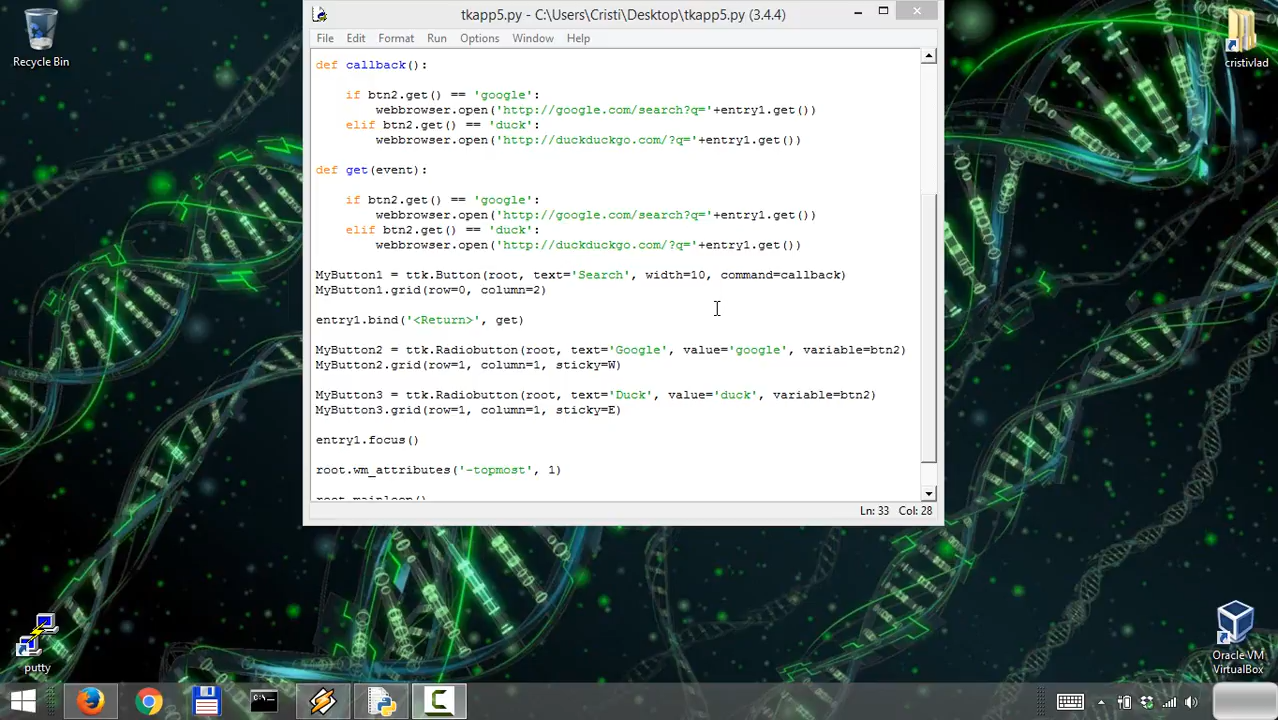 tkapp5.py - C:\Users\Cristi\Desktop\tkapp5.py (3.4.4)
File Edit Format Run Options Window Help
def callback():
if btn2.get() == 'google':
webbrowser.open('http://google.com/search?q='+entry1.get())
elif btn2.get() == 'duck':
webbrowser.open('http://duckduckgo.com/?q='+entry1.get())
def get(event):
if btn2.get() == 'google':
webbrowser.open('http://google.com/search?q='+entry1.get())
elif btn2.get() == 'duck':
webbrowser.open('http://duckduckgo.com/?q='+entry1.get())
MyButton1 = ttk.Button(root, text='Search', width=10, command=callback)
MyButton1.grid(row=0, column=2)
entry1.bind('<Return>', get)
MyButton2 = ttk.Radiobutton(root, text='Google', value='google', variable=btn2)
MyButton2.grid(row=1, column=1, sticky=W)
MyButton3 = ttk.Radiobutton(root, text='Duck', value='duck', variable=btn2)
MyButton3.grid(row=1, column=1, sticky=E)
entry1.focus()
root.wm_attributes('-topmost', 1)
root.mainloop()
Ln: 33 Col: 28
Recycle Bin
cristivlad
putty
Oracle VM
VirtualBox